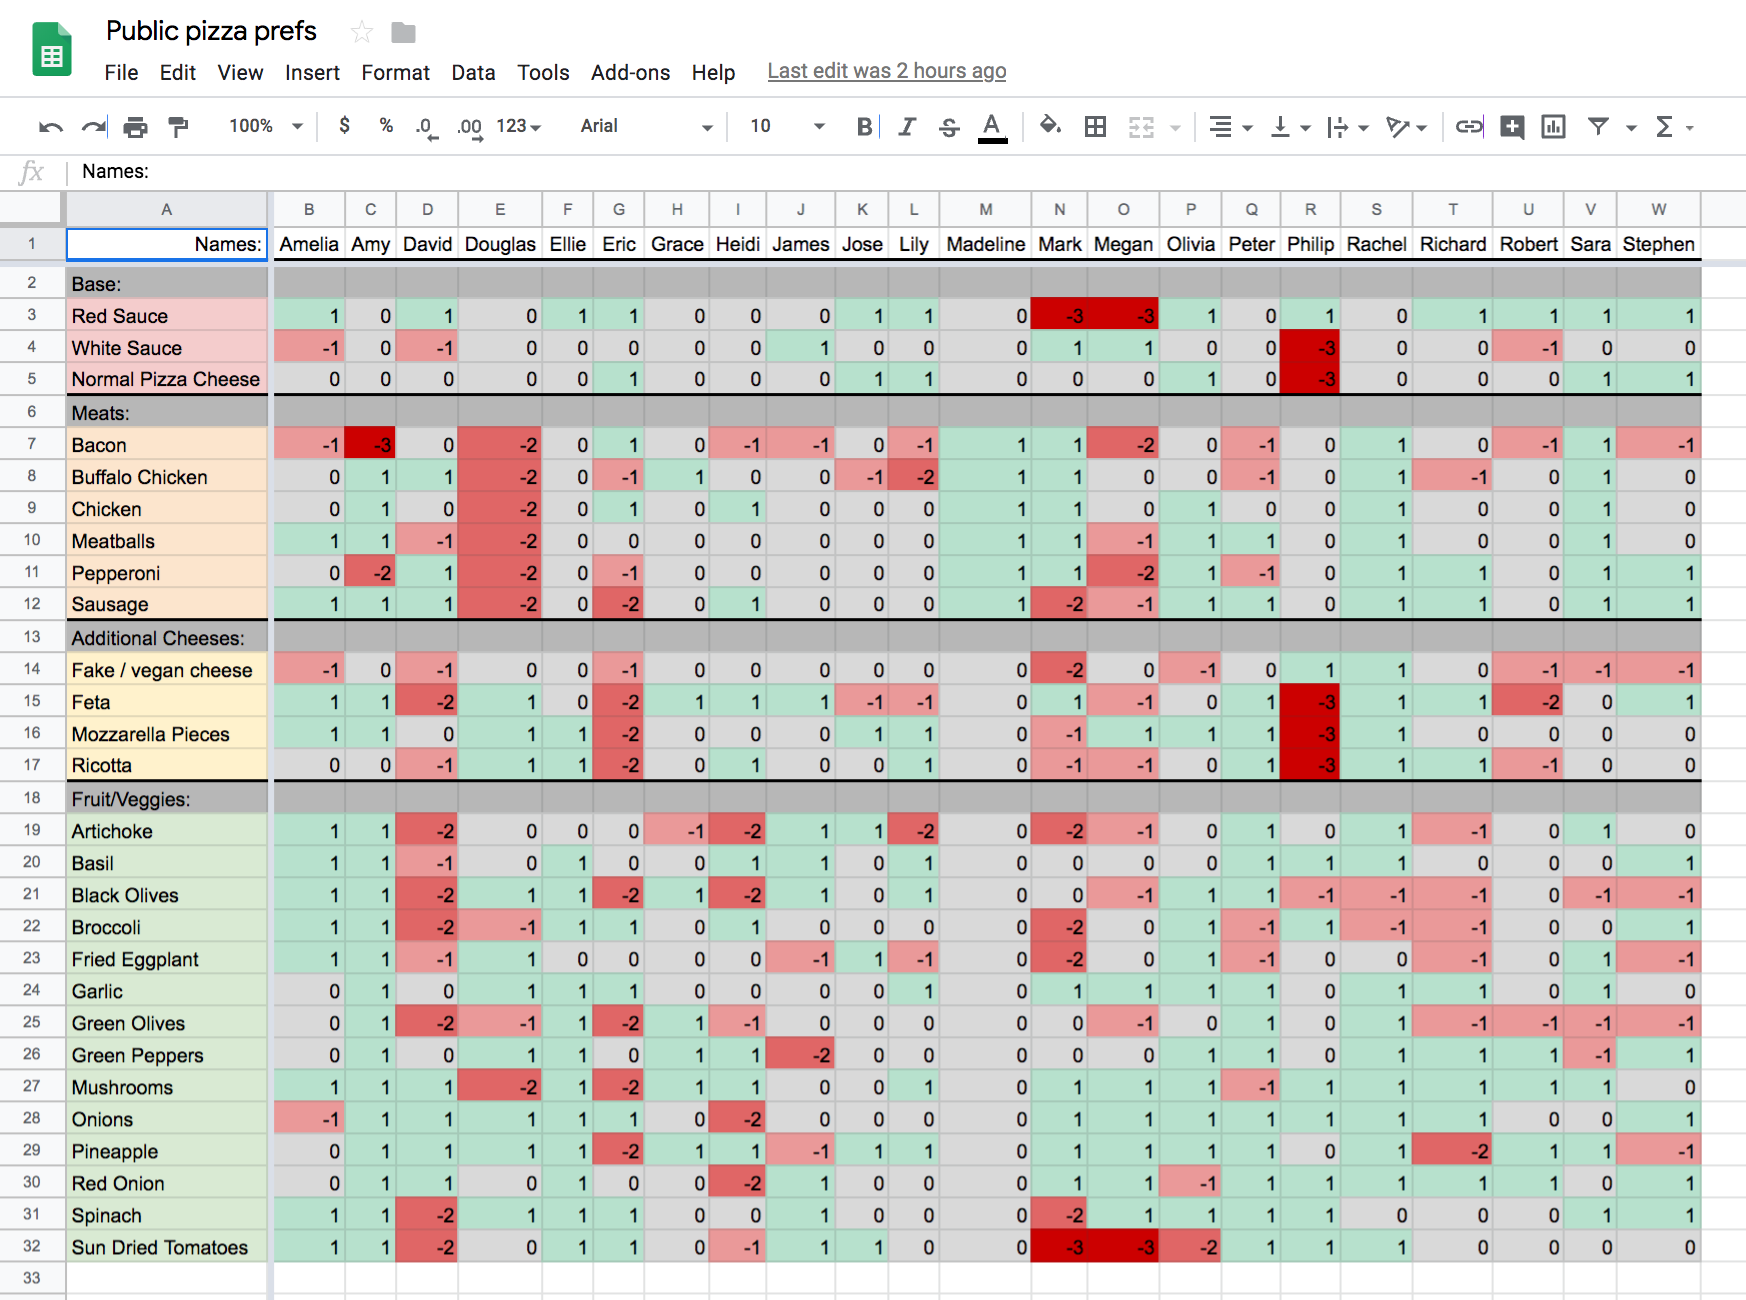 Public pizza prefs
File Edit View Insert Format Data Tools Add-ons Help Last edit was 2 hours ago
100% $ % .0 .00 123 Arial 10 B I S A
fx Names:
A B C D E F G H I J K L M N O P Q R S T U V W
1 Names: Amelia Amy David Douglas Ellie Eric Grace Heidi James Jose Lily Madeline Mark Megan Olivia Peter Philip Rachel Richard Robert Sara Stephen
2 Base:
3 Red Sauce 1 0 1 0 1 1 0 0 0 1 1 0 -3 -3 1 0 1 0 1 1 1 1
4 White Sauce -1 0 -1 0 0 0 0 0 1 0 0 0 1 1 0 0 -3 0 0 -1 0 0
5 Normal Pizza Cheese 0 0 0 0 0 1 0 0 0 1 1 0 0 0 1 0 -3 0 0 0 1 1
6 Meats:
7 Bacon -1 -3 0 -2 0 1 0 -1 -1 0 -1 1 1 -2 0 -1 0 1 0 -1 1 -1
8 Buffalo Chicken 0 1 1 -2 0 -1 1 0 0 -1 -2 1 1 0 0 -1 0 1 -1 0 1 0
9 Chicken 0 1 0 -2 0 1 0 1 0 0 0 1 1 0 1 0 0 1 0 0 1 0
10 Meatballs 1 1 -1 -2 0 0 0 0 0 0 0 1 1 -1 1 1 0 1 0 0 1 0
11 Pepperoni 0 -2 1 -2 0 -1 0 0 0 0 0 1 1 -2 1 -1 0 1 1 0 1 1
12 Sausage 1 1 1 -2 0 -2 0 1 0 0 0 1 -2 -1 1 1 0 1 1 0 1 1
13 Additional Cheeses:
14 Fake / vegan cheese -1 0 -1 0 0 -1 0 0 0 0 0 0 -2 0 -1 0 1 1 0 -1 -1 -1
15 Feta 1 1 -2 1 0 -2 1 1 1 -1 -1 0 1 -1 0 1 -3 1 1 -2 0 1
16 Mozzarella Pieces 1 1 0 1 1 -2 0 0 0 1 1 0 -1 1 1 1 -3 1 0 0 0 0
17 Ricotta 0 0 -1 1 1 -2 0 1 0 0 1 0 -1 -1 0 1 -3 1 1 -1 0 0
18 Fruit/Veggies:
19 Artichoke 1 1 -2 0 0 0 -1 -2 1 1 -2 0 -2 -1 0 1 0 1 -1 0 1 0
20 Basil 1 1 -1 0 1 0 0 1 1 0 1 0 0 0 0 1 1 1 0 0 0 1
21 Black Olives 1 1 -2 1 1 -2 1 -2 1 0 1 0 0 -1 1 1 -1 -1 -1 0 -1 -1
22 Broccoli 1 1 -2 -1 1 1 0 1 0 0 0 0 -2 0 1 -1 1 -1 -1 0 0 1
23 Fried Eggplant 1 1 -1 1 0 0 0 0 -1 1 -1 0 -2 0 1 -1 0 0 -1 0 1 -1
24 Garlic 0 1 0 1 1 1 0 0 0 0 1 0 1 1 1 1 0 1 1 0 1 0
25 Green Olives 0 1 -2 -1 1 -2 1 -1 0 0 0 0 0 -1 0 1 0 1 -1 -1 -1 -1
26 Green Peppers 0 1 0 1 1 0 1 1 -2 0 0 0 0 0 1 1 0 1 1 1 -1 1
27 Mushrooms 1 1 1 -2 1 -2 1 1 0 0 1 0 1 1 1 -1 1 1 1 1 1 0
28 Onions -1 1 1 1 1 1 0 -2 0 0 0 0 1 1 1 1 1 1 1 0 0 1
29 Pineapple 0 1 1 1 1 -2 1 1 -1 1 1 0 1 1 1 1 0 1 -2 1 1 -1
30 Red Onion 0 1 1 0 1 0 0 -2 1 0 0 0 1 1 -1 1 1 1 1 1 0 1
31 Spinach 1 1 -2 1 1 1 0 0 1 0 0 0 -2 1 1 1 1 0 0 0 1 1
32 Sun Dried Tomatoes 1 1 -2 0 1 1 0 -1 1 1 0 0 -3 -3 -2 1 1 1 0 0 0 0
33